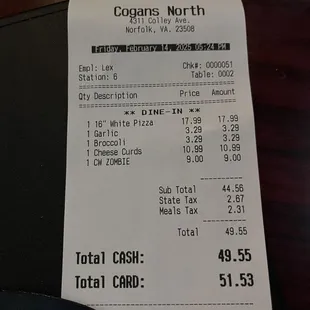 Cogans North
4311 Colley Ave.
Norfolk, VA. 23508
Friday, February 14, 2025 05:24 PM
Empl: Lex Chk#: 0000051
Station: 6 Table: 0002
Qty Description Price Amount
** DINE-IN **
1 16" White Pizza 17.99 17.99
1 Garlic 3.29 3.29
1 Broccoli 3.29 3.29
1 Cheese Curds 10.99 10.99
1 CW ZOMBIE 9.00 9.00
Sub Total 44.56
State Tax 2.67
Meals Tax 2.31
Total 49.55
Total CASH: 49.55
Total CARD: 51.53